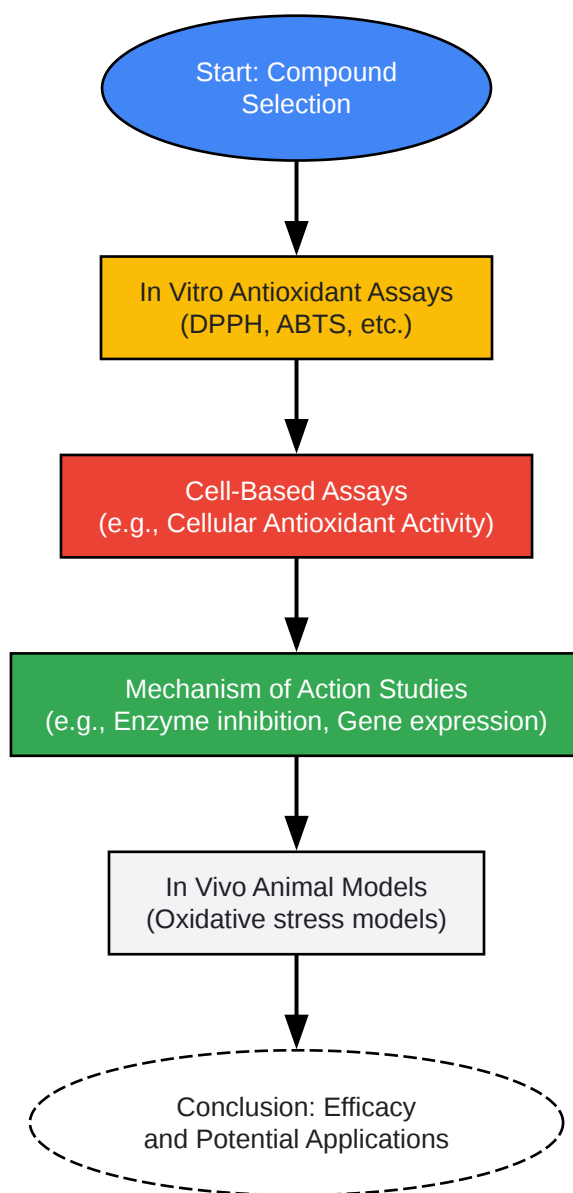 Start: Compound
Selection
In Vitro Antioxidant Assays
(DPPH, ABTS, etc.)
Cell-Based Assays
(e.g., Cellular Antioxidant Activity)
Mechanism of Action Studies
(e.g., Enzyme inhibition, Gene expression)
In Vivo Animal Models
(Oxidative stress models)
Conclusion: Efficacy
and Potential Applications